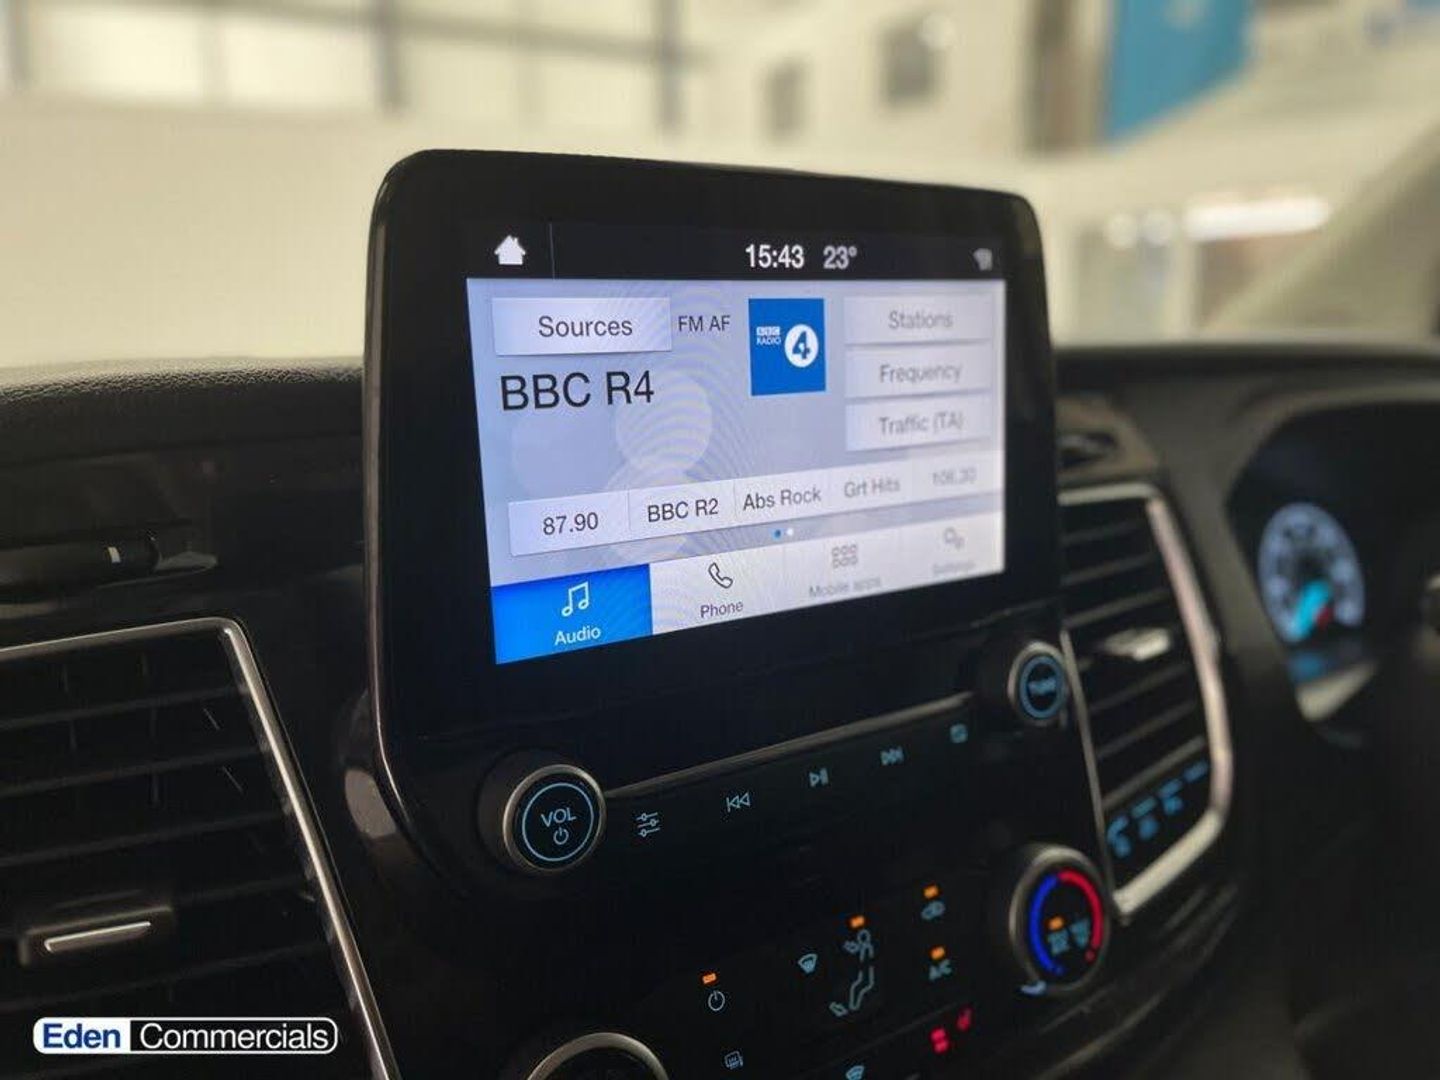 15:43 23°
Sources FM AF
BBC RADIO 4
Stations
BBC R4
Frequency
Traffic (TA)
87.90 BBC R2 Abs Rock Grt Hits 106.30
Audio Phone Mobile apps Settings
TUNE
VOL
A/C
Eden Commercials